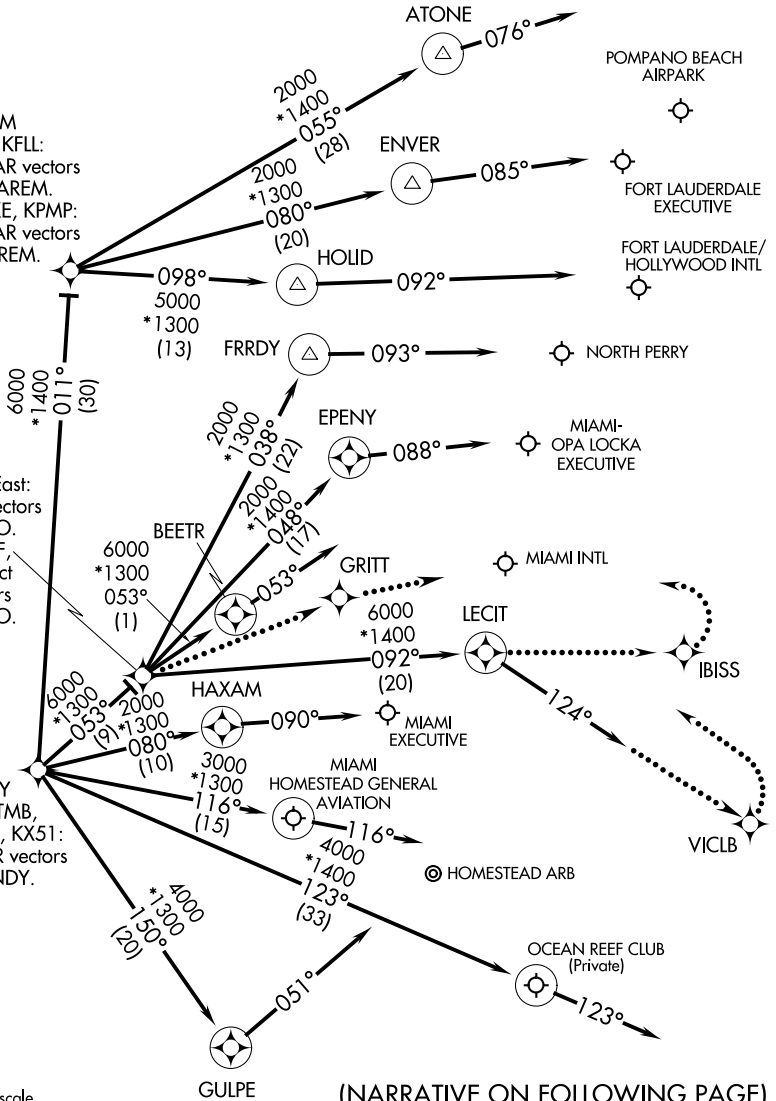 ATONE
076°
POMPANO BEACH
AIRPARK
2000
*1400
055°
(28)
M
KFLL:
AR vectors
AREM.
E, KPMP:
AR vectors
REM.
ENVER
2000
*1300
080°
(20)
085°
FORT LAUDERDALE
EXECUTIVE
FORT LAUDERDALE/
HOLLYWOOD INTL
HOLID
098°
092°
5000
*1300
(13)
FRRDY
093°
NORTH PERRY
6000
*1400
011°
(30)
2000
*1300
038°
(22)
EPENY
088°
MIAMI-
OPA LOCKA
EXECUTIVE
2000
*1400
048°
(17)
East:
vectors
O.
F,
ct
rs
O.
BEETR
6000
*1300
053°
(1)
053°
GRITT
MIAMI INTL
6000
*1400
092°
(20)
LECIT
IBISS
124°
VICLB
6000
*1300
053°
(9)
HAXAM
2000
*1300
080°
(10)
090°
MIAMI
EXECUTIVE
3000
*1300
116°
(15)
MIAMI
HOMESTEAD GENERAL
AVIATION
116°
Y
TMB,
, KX51:
R vectors
NDY.
4000
*1400
123°
(33)
HOMESTEAD ARB
4000
*1300
150°
(20)
051°
OCEAN REEF CLUB
(Private)
123°
GULPE
scale
(NARRATIVE ON FOLLOWING PAGE)